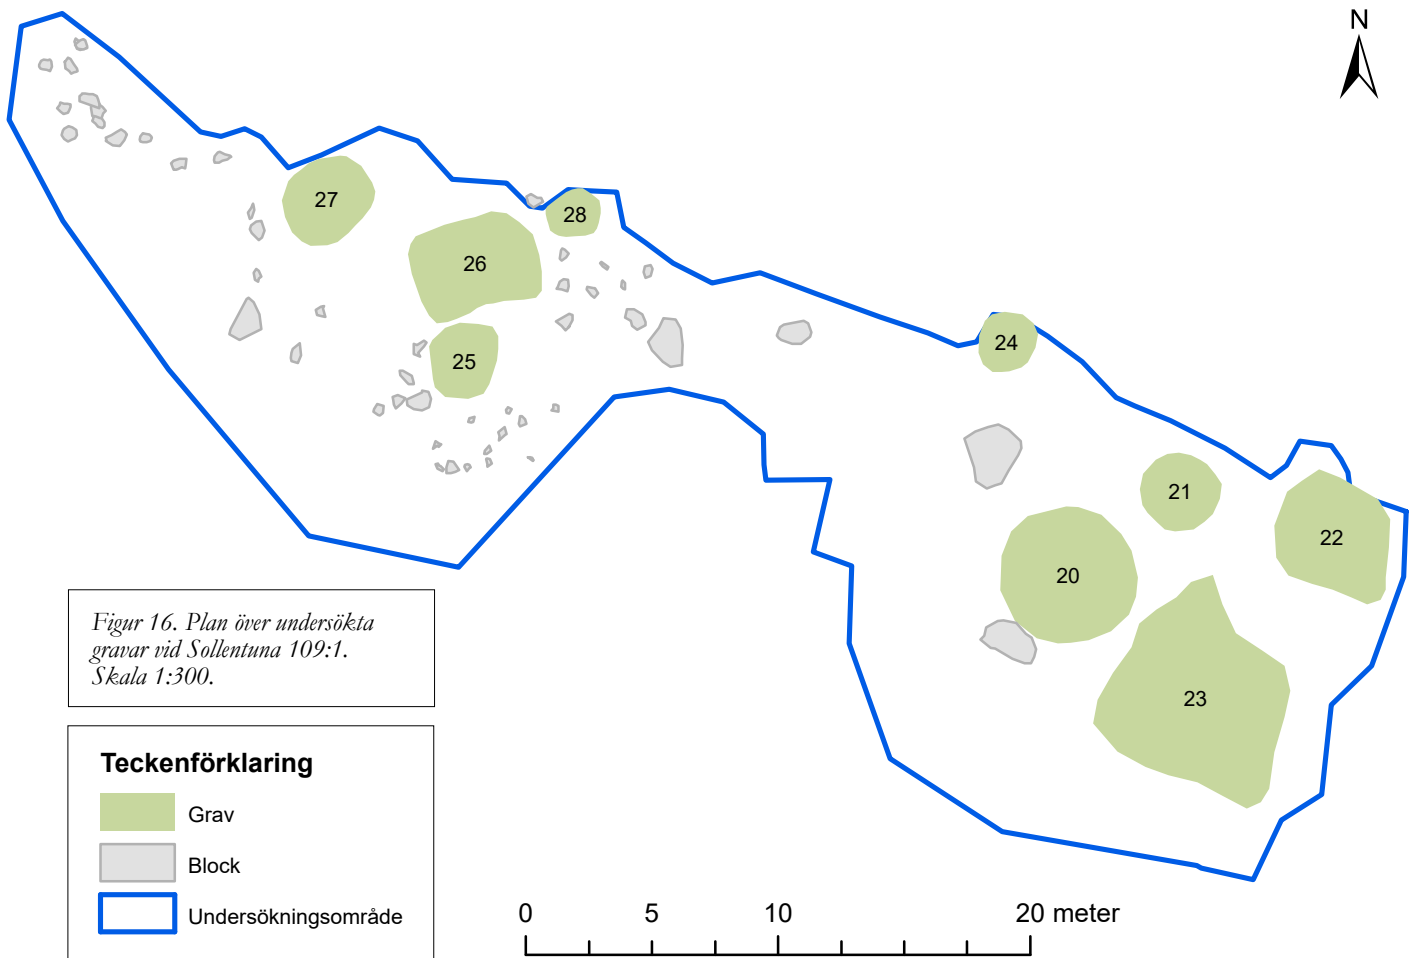 N
27
28
26
25
24
21
22
20
23
Figur 16. Plan över undersökta
gravar vid Sollentuna 109:1.
Skala 1:300.
Teckenförklaring
Grav
Block
Undersökningsområde
0 5 10 20 meter